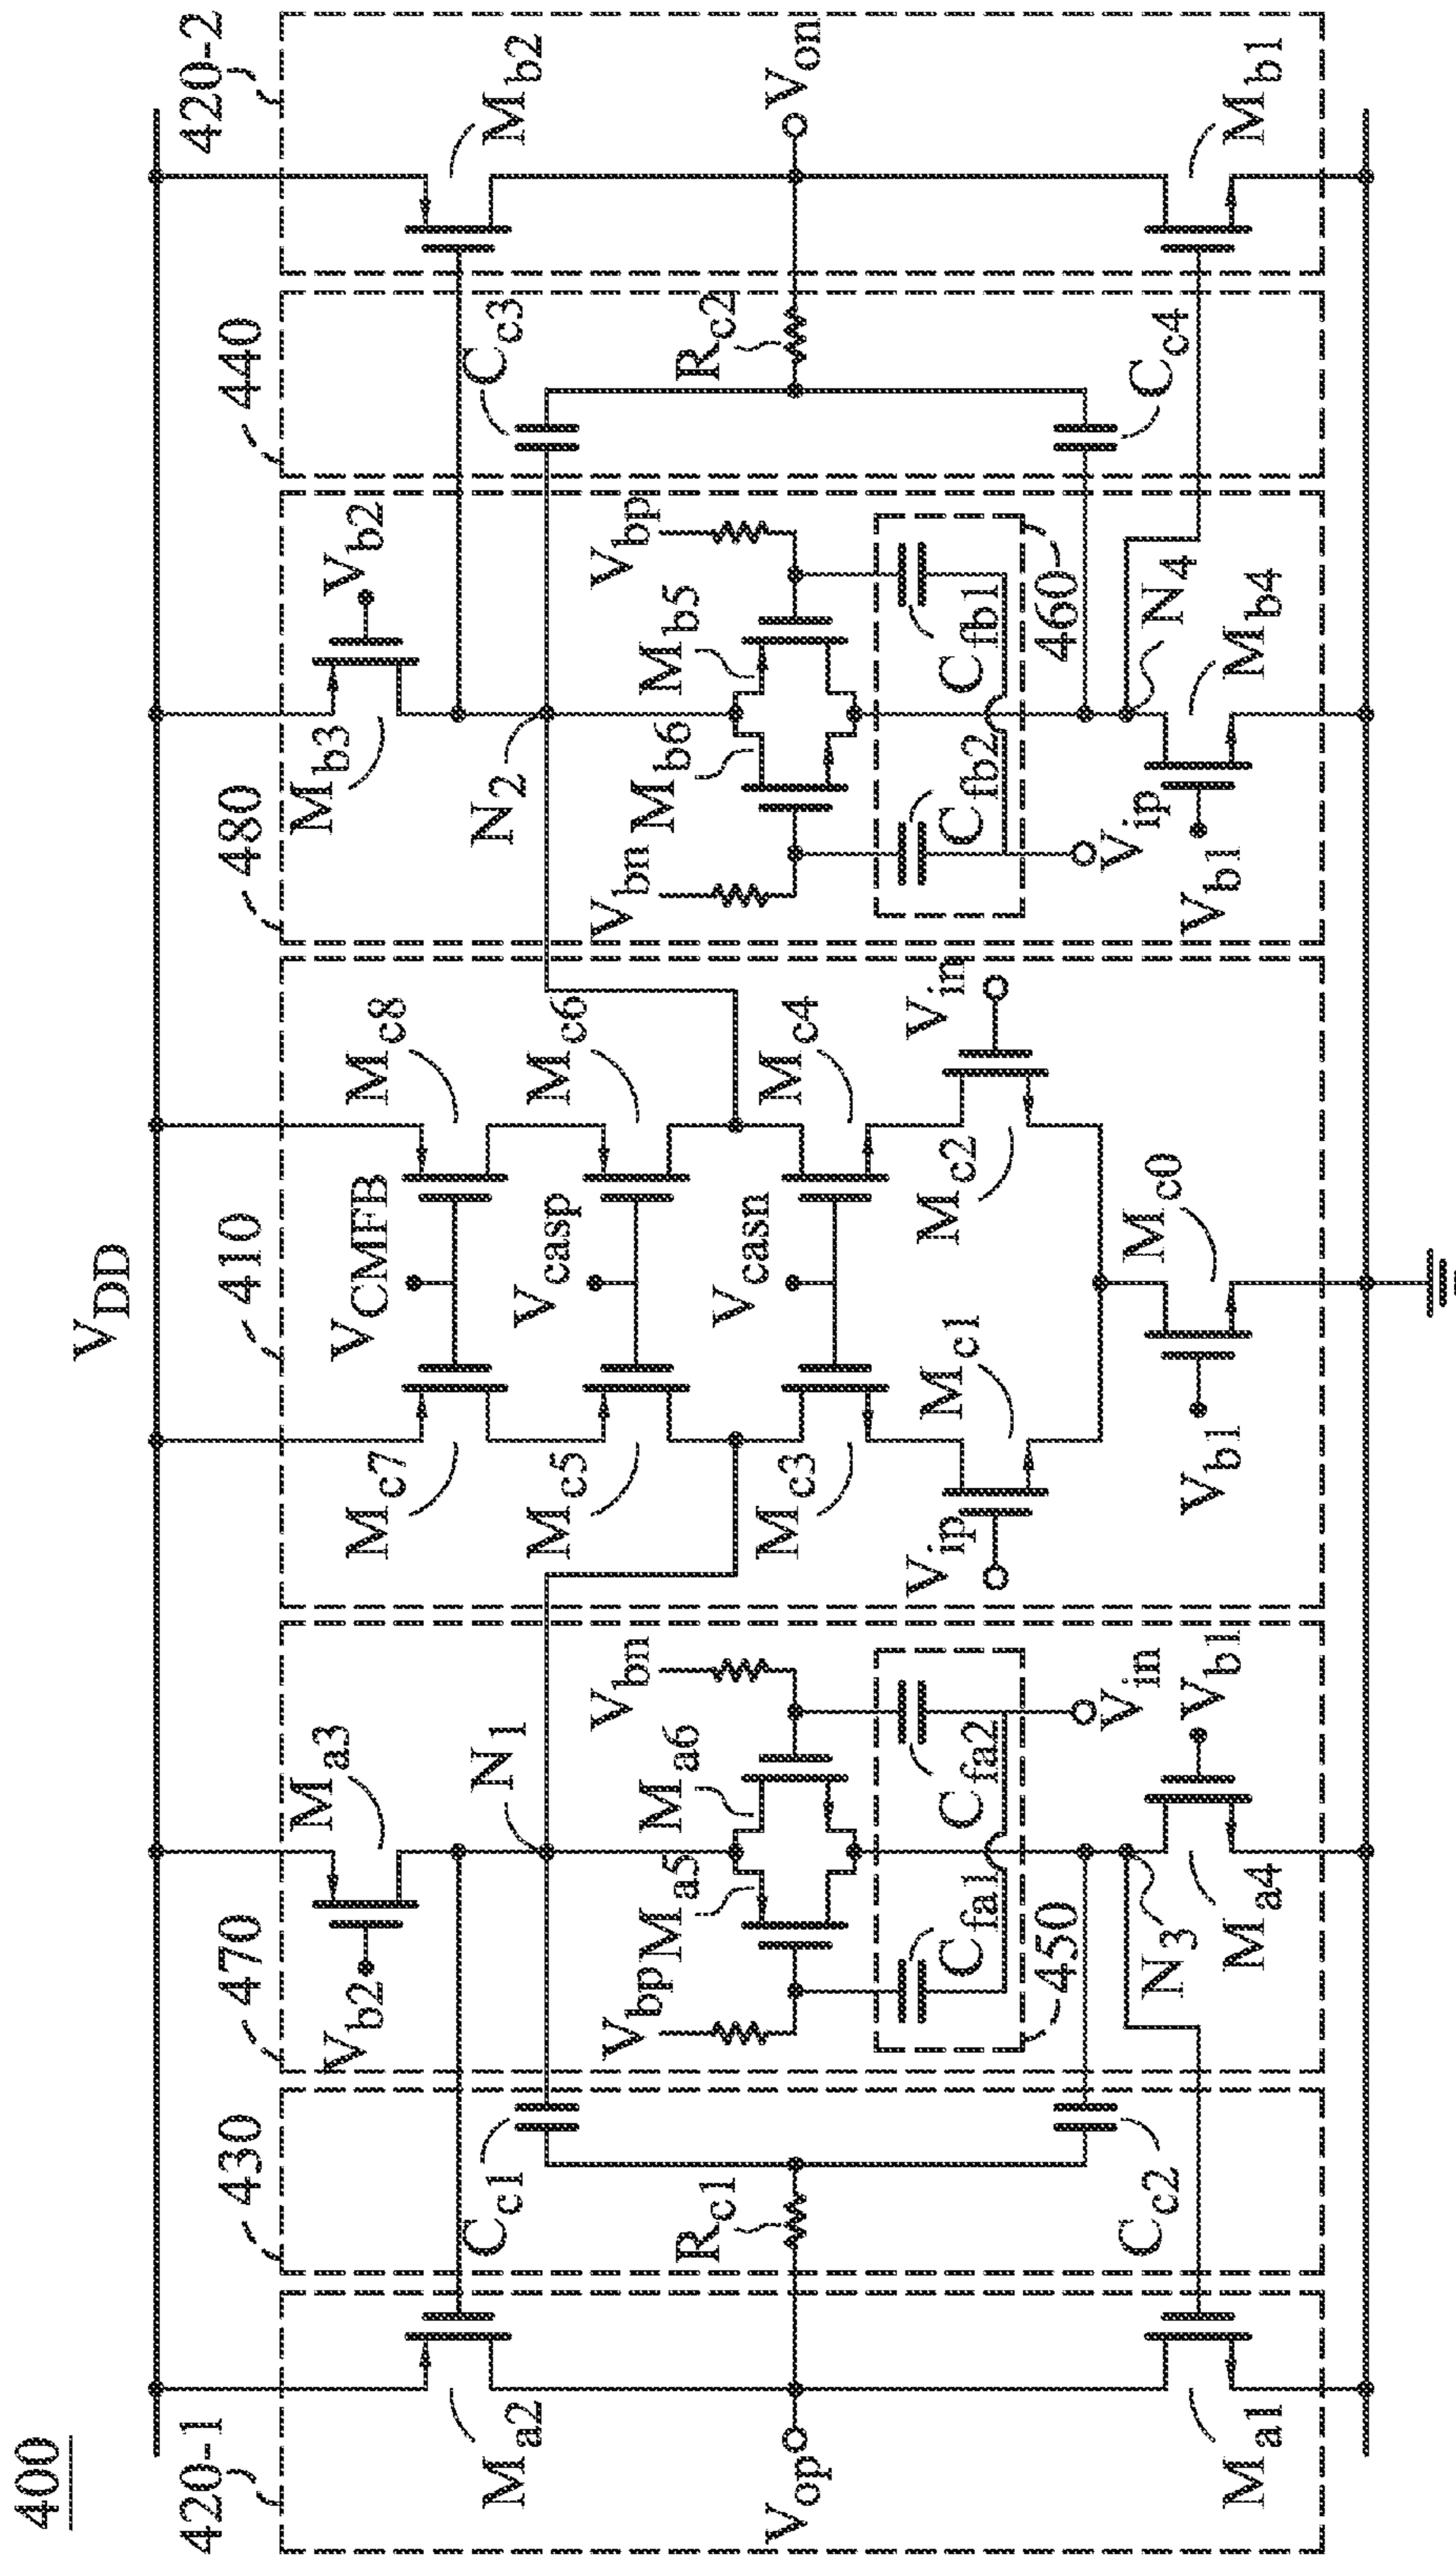 400
V_DD
420-1
430
470
410
480
440
420-2
M_a3
V_b2
V_CMFB
M_c7
M_c8
M_b3
V_b2
M_a2
C_c1
N_1
V_casp
M_c5
M_c6
N_2
C_c3
M_b2
V_op
R_c1
V_bp
M_a5
M_a6
V_bn
V_casn
M_c3
M_c4
V_bn
M_b6
M_b5
V_bp
R_c2
V_on
C_fa1
C_fa2
V_ip
M_c1
M_c2
V_in
C_fb2
C_fb1
450
460
C_c2
N_3
V_in
M_c0
V_ip
N_4
C_c4
M_a1
M_a4
V_b1
V_b1
V_b1
M_b4
M_b1